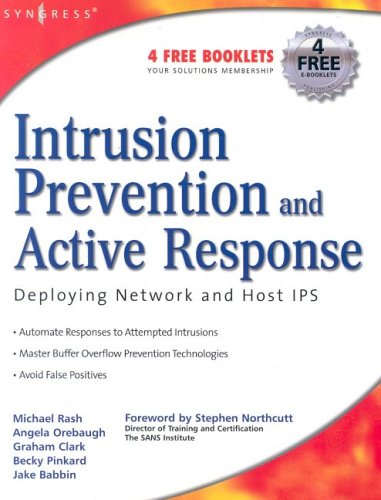 SYNGRESS®
4 FREE BOOKLETS
YOUR SOLUTIONS MEMBERSHIP
SYNGRESS
4
FREE
E-BOOKLETS
PUBLISHING
Intrusion
Prevention and
Active Response
Deploying Network and Host IPS
• Automate Responses to Attempted Intrusions
• Master Buffer Overflow Prevention Technologies
• Avoid False Positives
Michael Rash
Angela Orebaugh
Graham Clark
Becky Pinkard
Jake Babbin
Foreword by Stephen Northcutt
Director of Training and Certification
The SANS Institute